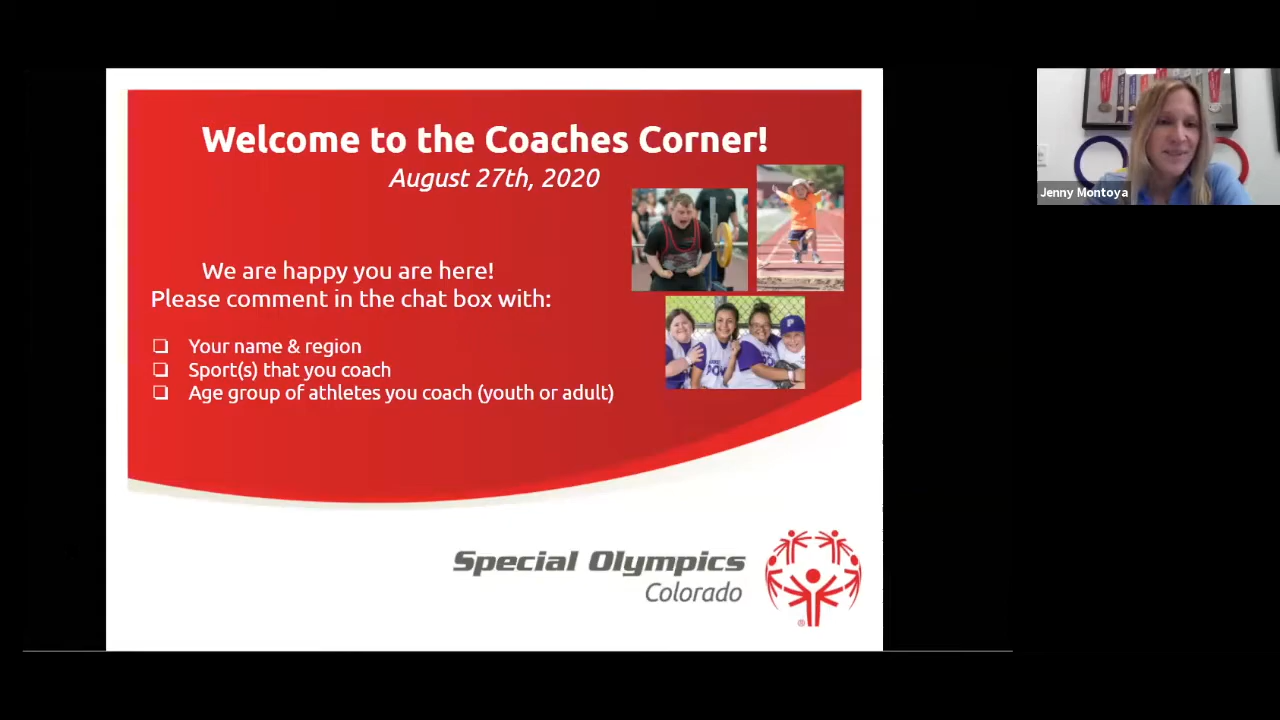 Welcome to the Coaches Corner!
August 27th, 2020
We are happy you are here!
Please comment in the chat box with:
Your name & region
Sport(s) that you coach
Age group of athletes you coach (youth or adult)
Special Olympics
Colorado
®
Jenny Montoya